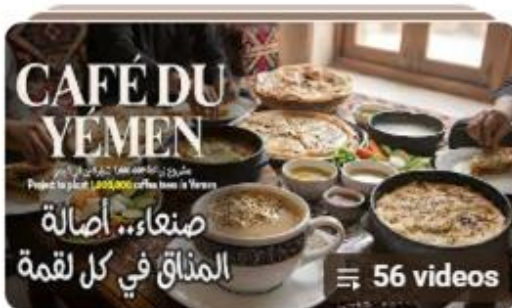 CAFÉ DU
YÉMEN
Project to plant 1,000,000 coffee trees in Yemen
صنعاء.. أصالة
المذاق في كل لقمة
56 videos